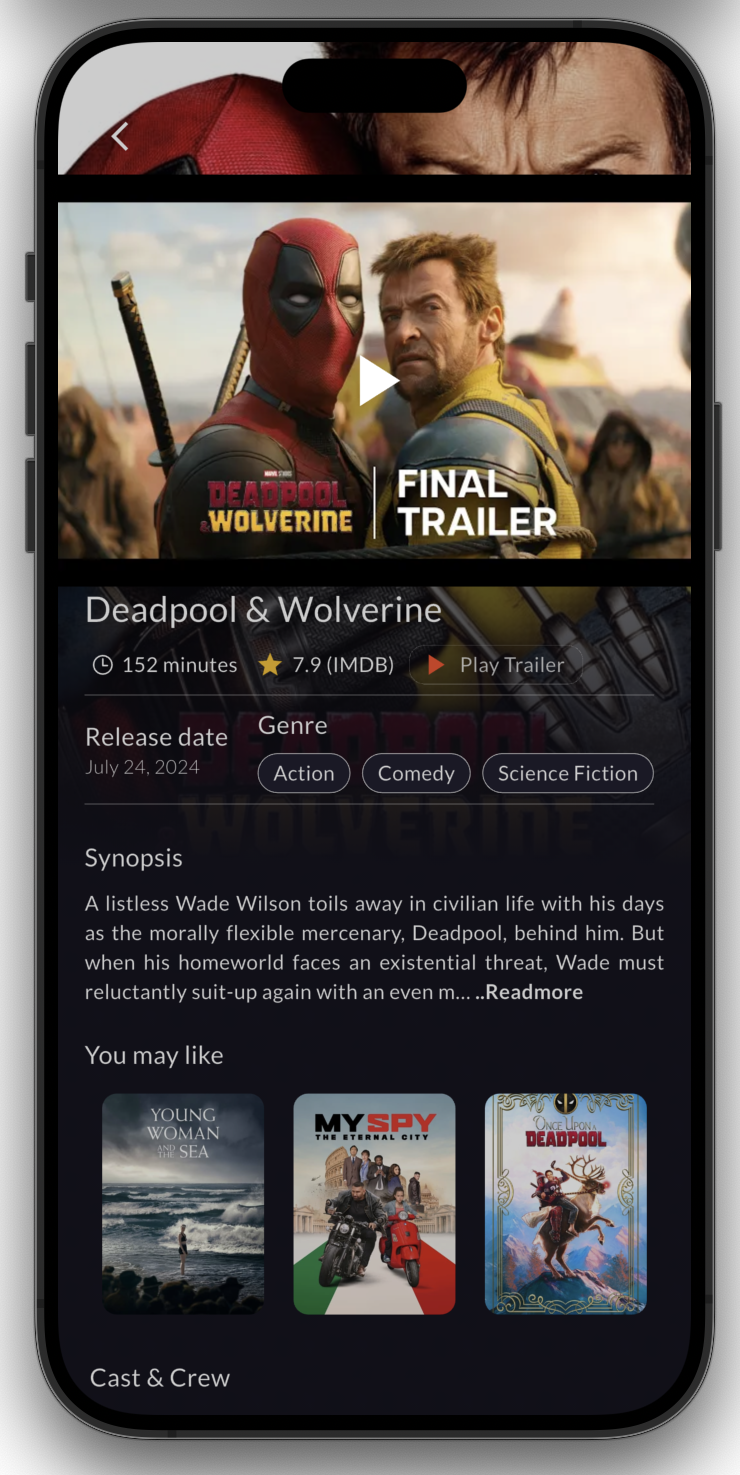 MARVEL STUDIOS
DEADPOOL
& WOLVERINE
FINAL
TRAILER
Deadpool & Wolverine
152 minutes
7.9 (IMDB)
Play Trailer
Release date
July 24, 2024
Genre
Action
Comedy
Science Fiction
DEADPOOL
WOLVERINE
Synopsis
A listless Wade Wilson toils away in civilian life with his days
as the morally flexible mercenary, Deadpool, behind him. But
when his homeworld faces an existential threat, Wade must
reluctantly suit-up again with an even m... ..Readmore
You may like
YOUNG
WOMAN
AND THE SEA
MY SPY
THE ETERNAL CITY
ONCE UPON A
DEADPOOL
Cast & Crew